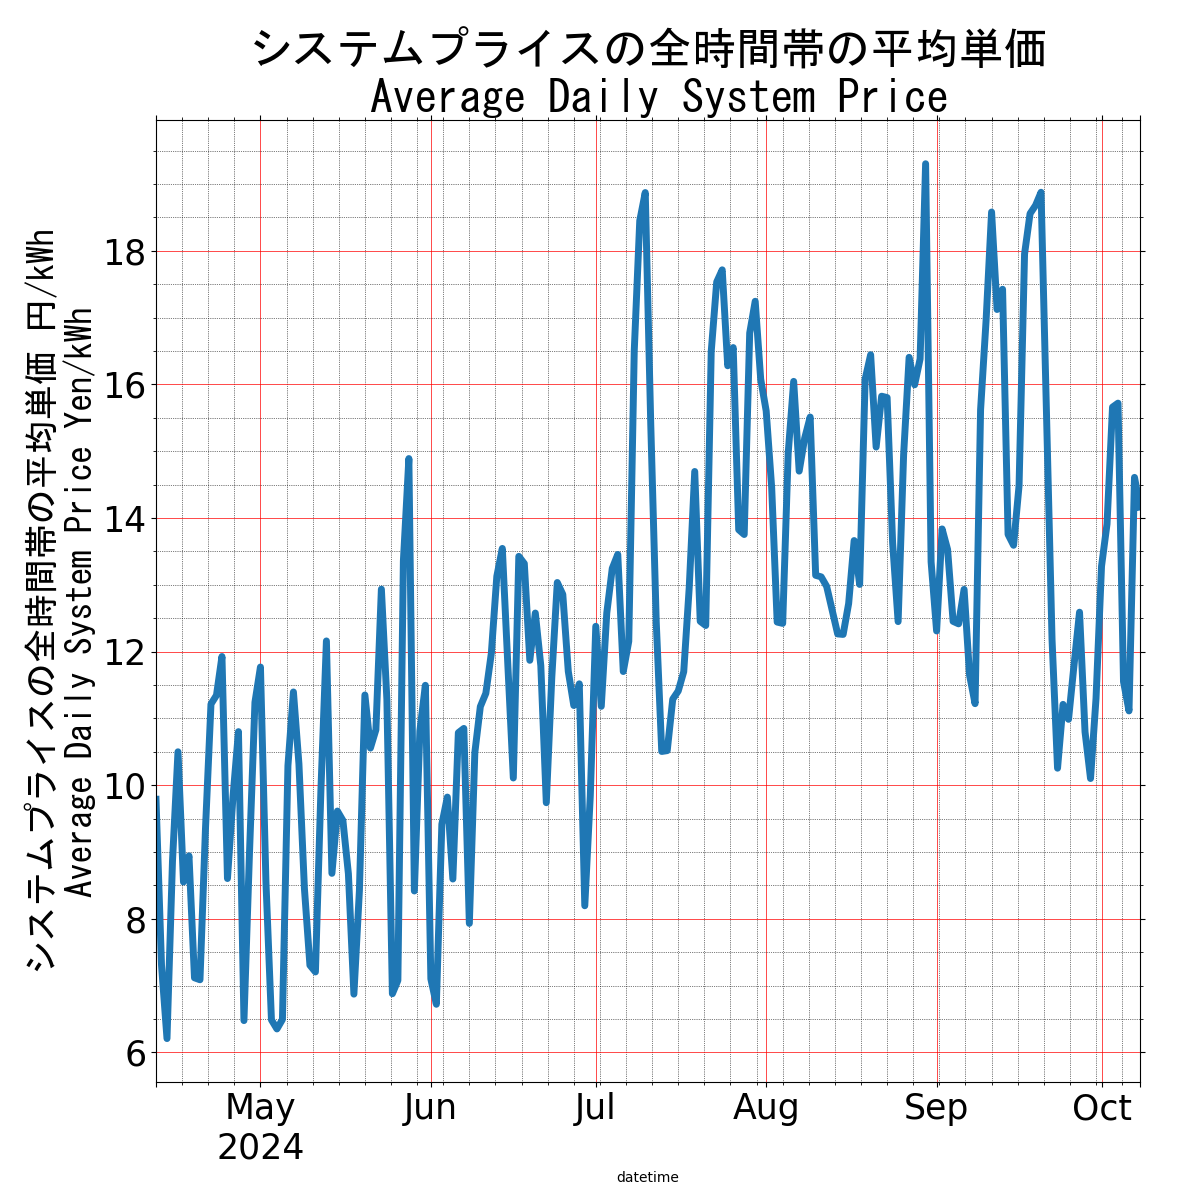 システムプライスの全時間帯の平均単価
Average Daily System Price
システムプライスの全時間帯の平均単価 円/kWh
Average Daily System Price Yen/kWh
18
16
14
12
10
8
6
May
2024
Jun
Jul
Aug
Sep
Oct
datetime